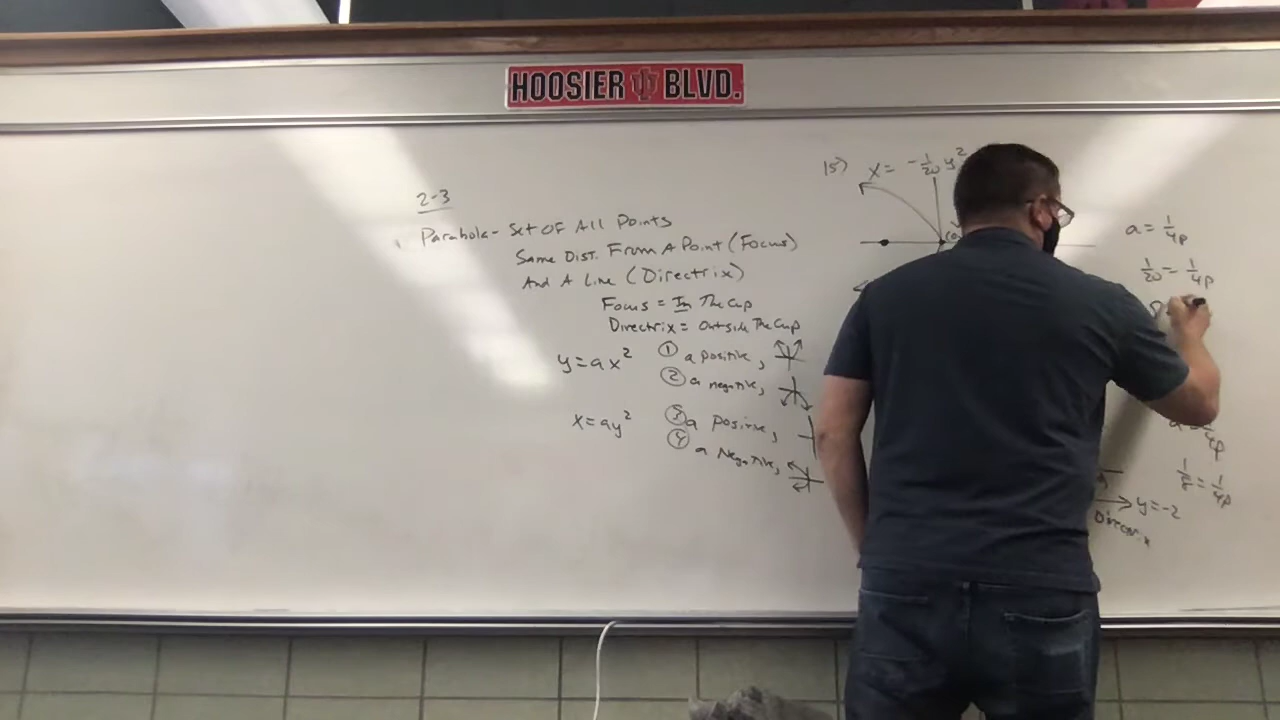 HOOSIER BLVD.
2-3
Parabola- Set Of All Points
Same Dist. From A Point (Focus)
And A Line (Directrix)
Focus = In The Cup
Directrix = Outside The Cup
y=ax²
① a positive,
② a negative,
x=ay²
③ a positive,
④ a Negative,
15) x = -1/20 y²
a = 1/4p
1/20 = 1/4p
P
1/8 = 1/4p
y=-2
Directrix